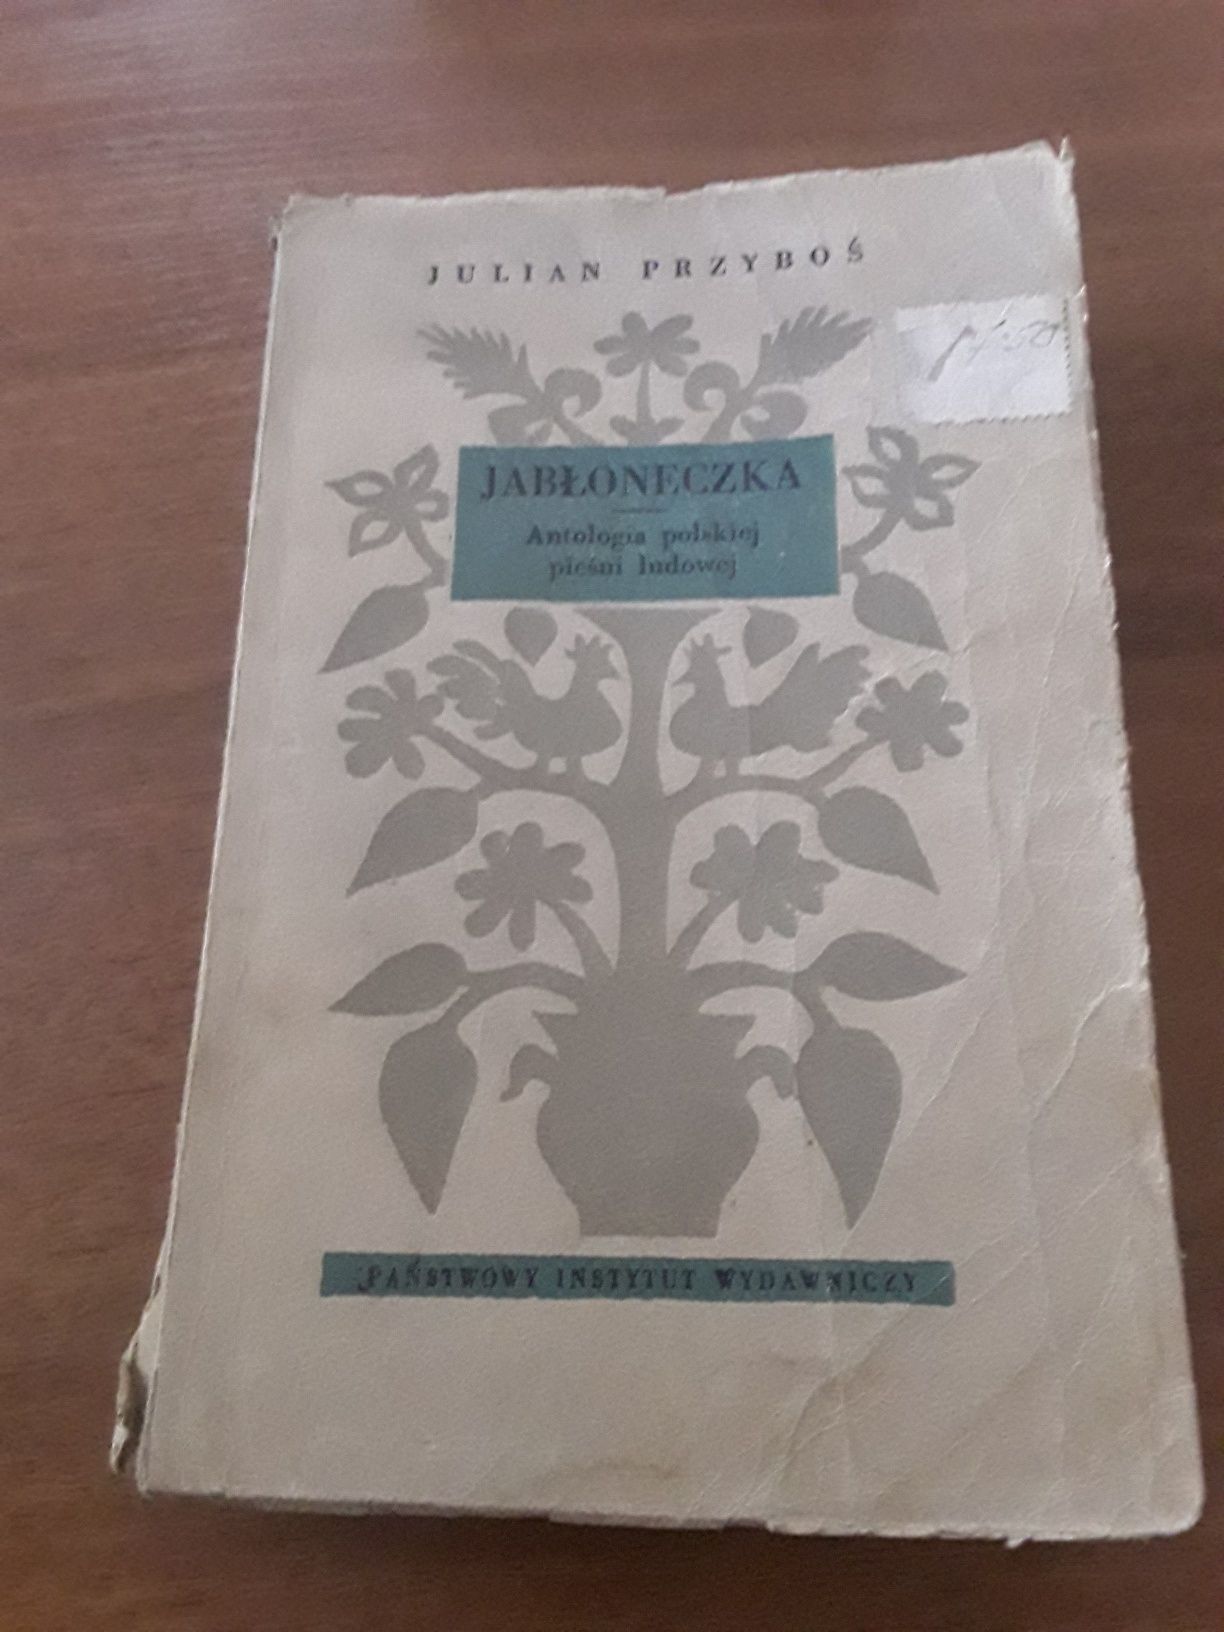 JULIAN PRZYBOŚ
JABŁONECZKA
Antologia polskiej
pieśni ludowej
PAŃSTWOWY INSTYTUT WYDAWNICZY